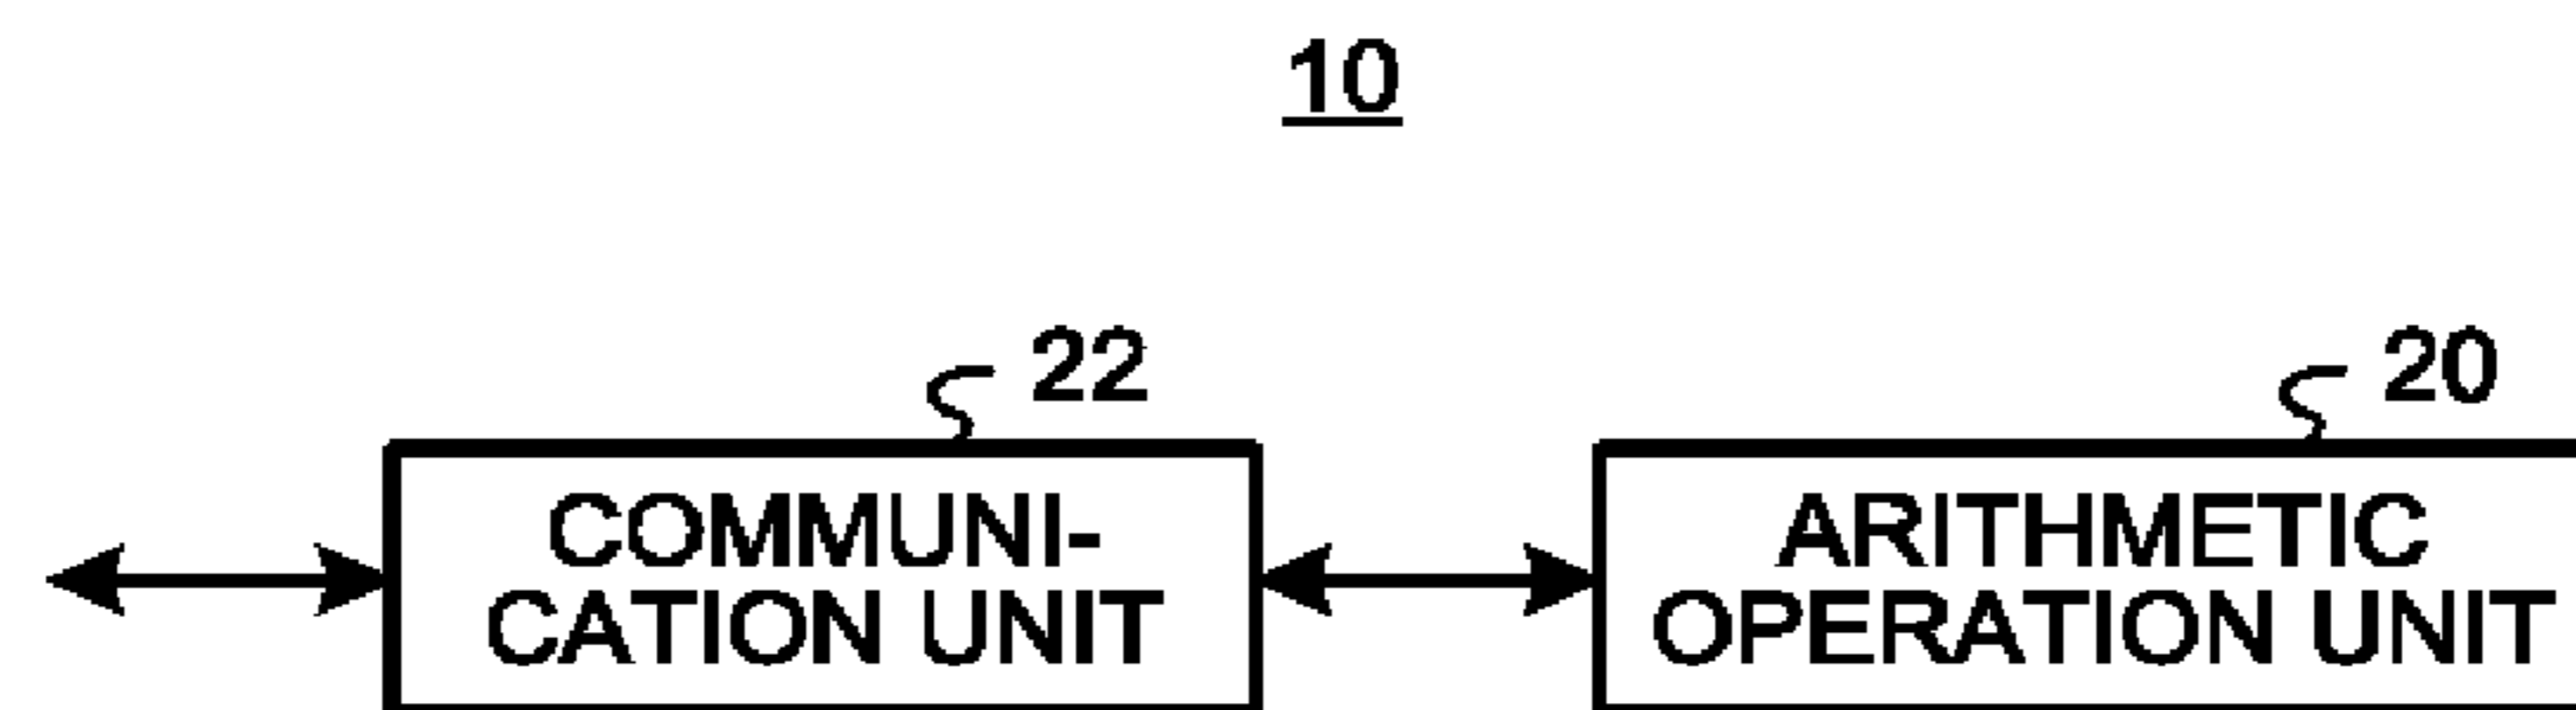 10
22
20
COMMUNI-
CATION UNIT
ARITHMETIC
OPERATION UNIT